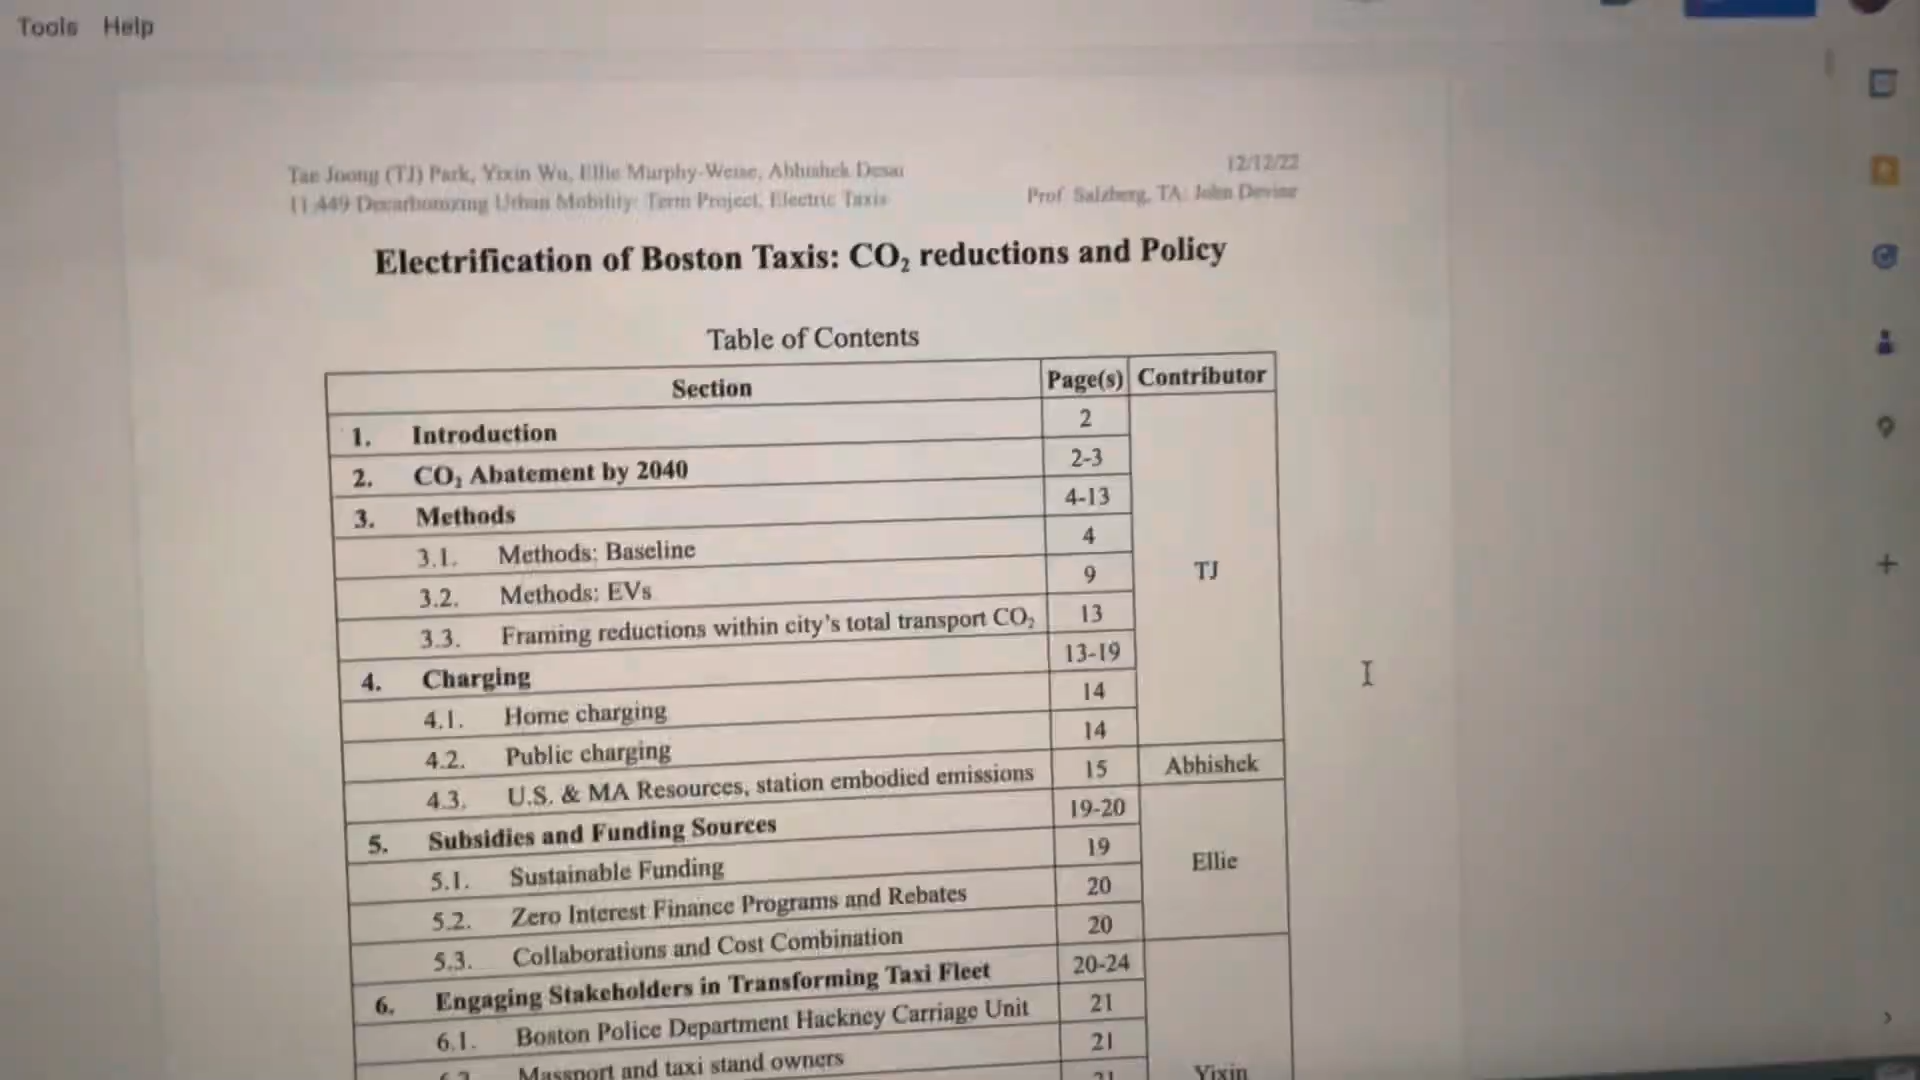 Tools Help
Tae Joong (TJ) Park, Yixin Wu, Ellie Murphy-Weise, Abhishek Desai
12/12/22
11.449 Decarbonizing Urban Mobility: Term Project, Electric Taxis
Prof. Salzberg, TA: John Devine
Electrification of Boston Taxis: CO₂ reductions and Policy
Table of Contents
Section Page(s) Contributor
1. Introduction 2
2. CO₂ Abatement by 2040 2-3
3. Methods 4-13
3.1. Methods: Baseline 4
3.2. Methods: EVs 9
TJ
3.3. Framing reductions within city's total transport CO₂ 13
4. Charging 13-19
4.1. Home charging 14
4.2. Public charging 14
4.3. U.S. & MA Resources, station embodied emissions 15 Abhishek
5. Subsidies and Funding Sources 19-20
5.1. Sustainable Funding 19
Ellie
5.2. Zero Interest Finance Programs and Rebates 20
5.3. Collaborations and Cost Combination 20
6. Engaging Stakeholders in Transforming Taxi Fleet 20-24
6.1. Boston Police Department Hackney Carriage Unit 21
6.2. Massport and taxi stand owners 21
21 Yixin